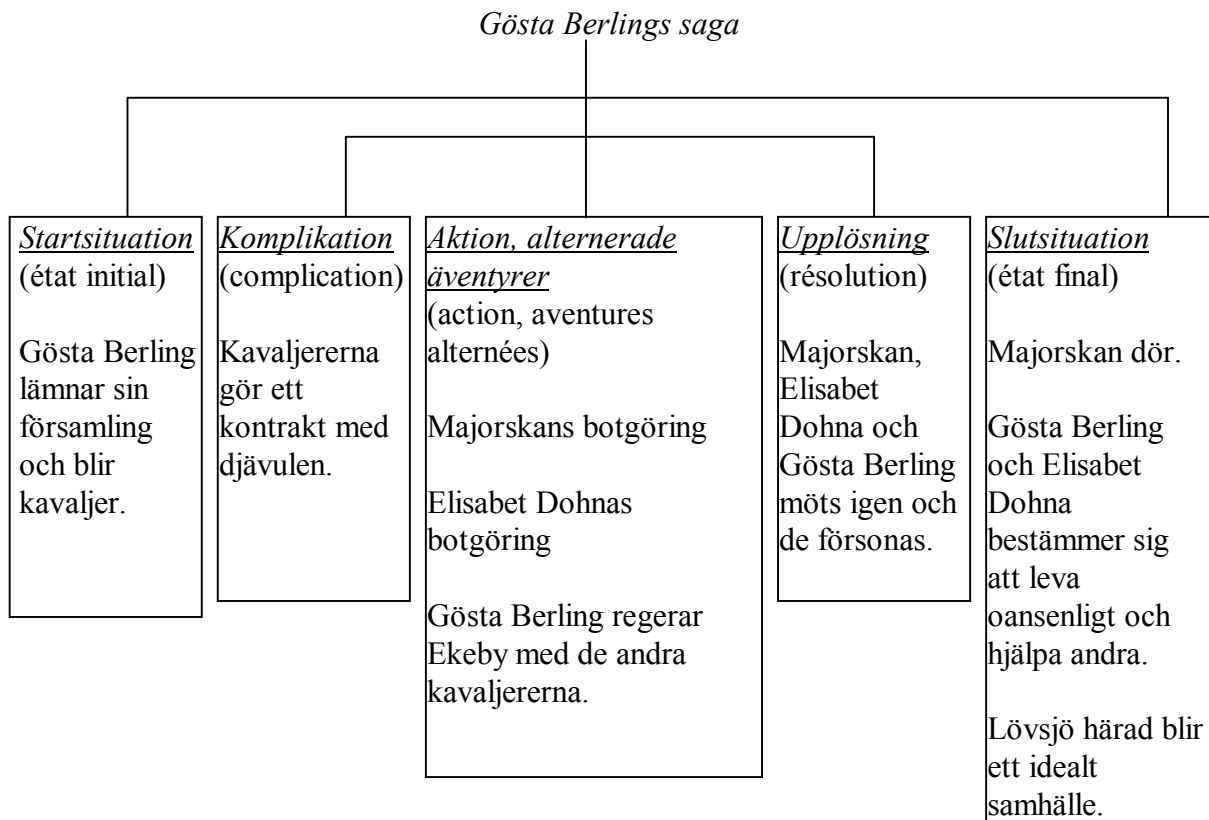 Gösta Berlings saga
Startsituation
(état initial)
Gösta Berling
lämnar sin
församling
och blir
kavaljer.
Komplikation
(complication)
Kavaljererna
gör ett
kontrakt med
djävulen.
Aktion, alternerade
äventyrer
(action, aventures
alternées)
Majorskans botgöring
Elisabet Dohnas
botgöring
Gösta Berling regerar
Ekeby med de andra
kavaljererna.
Upplösning
(résolution)
Majorskan,
Elisabet
Dohna och
Gösta Berling
möts igen och
de försonas.
Slutsituation
(état final)
Majorskan dör.
Gösta Berling
och Elisabet
Dohna
bestämmer sig
att leva
oansenligt och
hjälpa andra.
Lövsjö härad blir
ett idealt
samhälle.